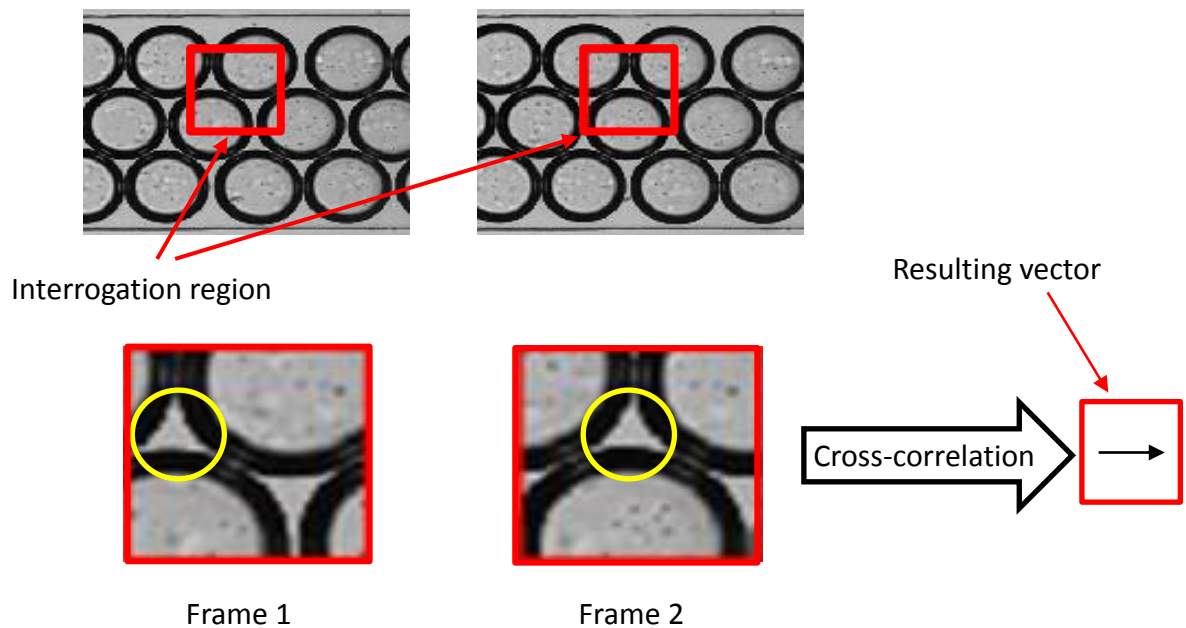 Interrogation region
Resulting vector
Cross-correlation
Frame 1
Frame 2